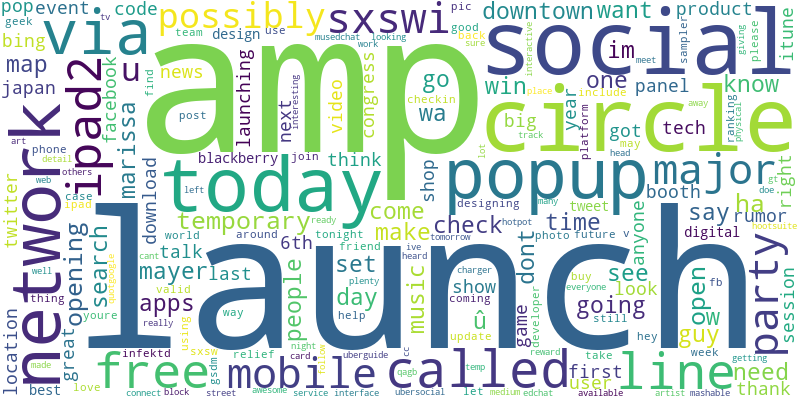 pop event code
geek
bing
via
possibly
sxswi
pic
good
downtown want product
tv
team design use
musedchat looking
back
sure
work
social
itune
sampler
giving
please
map
japan
u
ipad2
facebook
news
launching
next
interesting
video
congress
amp
go
wa
checkin
im
win
one
panel
know
interactive
meet
find
marissa
post
big
year
got
include
place
track
may
tech
platform
head
circle
away
ranking
physical
art
phone
detail
web
others
case
ipad
twitter
network
blackberry join think
today
left
shop
lot
popup
designing
many
major
booth
tweet
gt
doe
right
download
temporary
ready
come
make
check
hotpot
time
say
ha
rumor
hootsuite
digital
anyone
search
opening
cant
world
around
6th
tonight
friend
ive
heard
tomorrow
photo future v
talk
mayer last
set
dont
see
look
open
fb
ow
party
session
location
well
thing
made
great
youre
valid
apps
using
really
way
people
day
help
plenty
music
show
charger
coming
update
û
game
everyone
developer
buy
going
still
hey
guy
week
getting
launch
infektd
sxsw
relief
night
card
uberguide
follow
cc
qagb
temp
called
reward
first
user
take
line
need
thank
best
love
free
gsdm
mobile
connect block street awesome service interface ubersocial let medium edchat available artist mashable